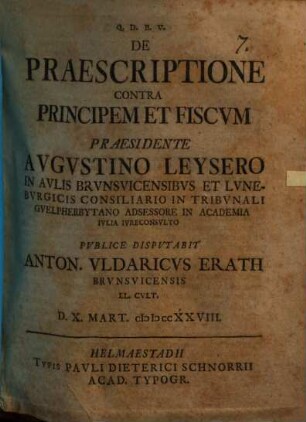 Q. D. B. V.
7.
DE
PRAESCRIPTIONE
CONTRA
PRINCIPEM ET FISCVM
PRAESIDENTE
AVGVSTINO LEYSERO
IN AVLIS BRVNSVICENSIBVS ET LVNE-
BVRGICIS CONSILIARIO IN TRIBVNALI
GVELPHERBYTANO ADSESSORE IN ACADEMIA
IVLIA IVRECONSVLTO
PVBLICE DISPVTABIT
ANTON. VLDARICVS ERATH
BRVNSVICENSIS
LL. CVLT.
D. X. MART. cIɔIɔccXXVIII.
HELMAESTADII
TYPIS PAVLI DIETERICI SCHNORRII
ACAD. TYPOGR.